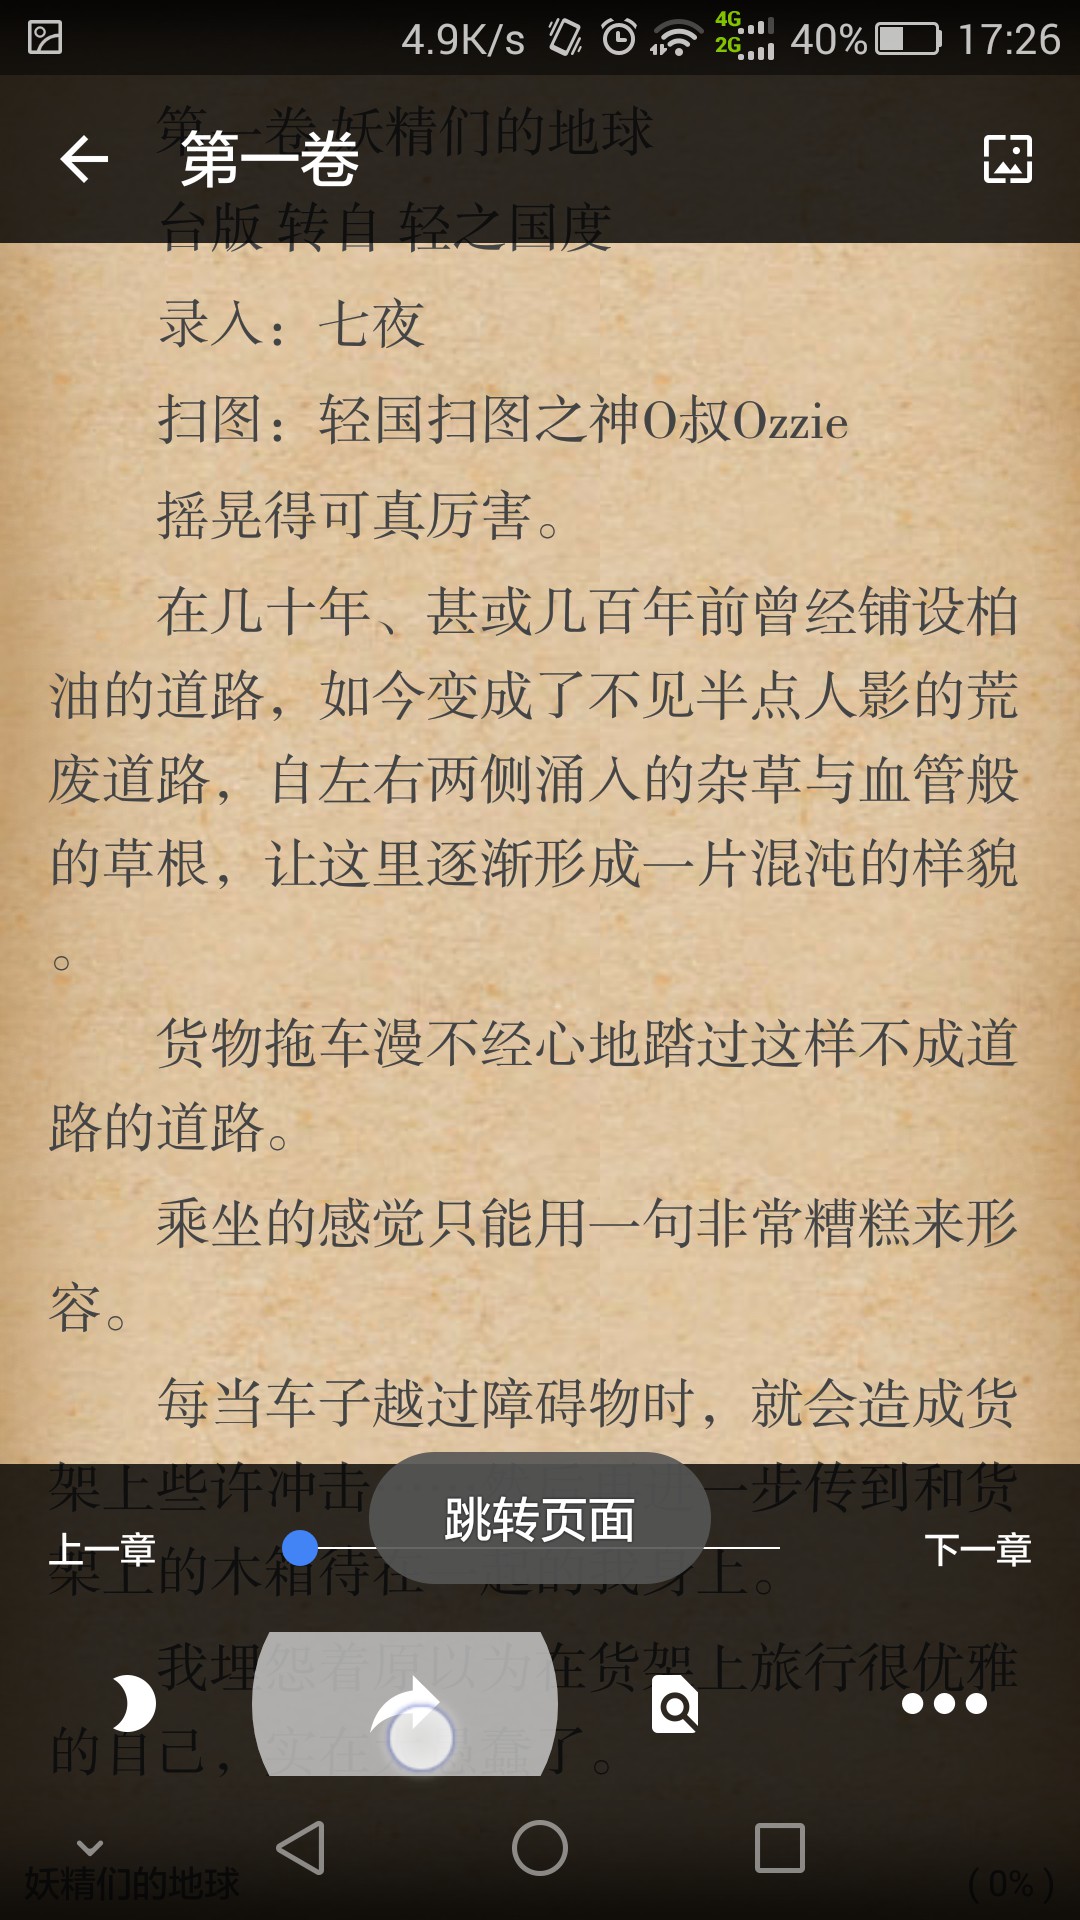 4.9K/s 4G 2G 40% 17:26
第一卷 妖精们的地球
第一卷
台版 转自 轻之国度
录入：七夜
扫图：轻国扫图之神O叔Ozzie
摇晃得可真厉害。
在几十年、甚或几百年前曾经铺设柏
油的道路，如今变成了不见半点人影的荒
废道路，自左右两侧涌入的杂草与血管般
的草根，让这里逐渐形成一片混沌的样貌
。
货物拖车漫不经心地踏过这样不成道
路的道路。
乘坐的感觉只能用一句非常糟糕来形
容。
每当车子越过障碍物时，就会造成货
架上些许冲击 一步传到和货
跳转页面
上一章 下一章
架上的木箱待在一起的我身上。
我埋怨着原以为在货架上旅行很优雅
的自己，实在 愚蠢了。
妖精们的地球 ( 0% )